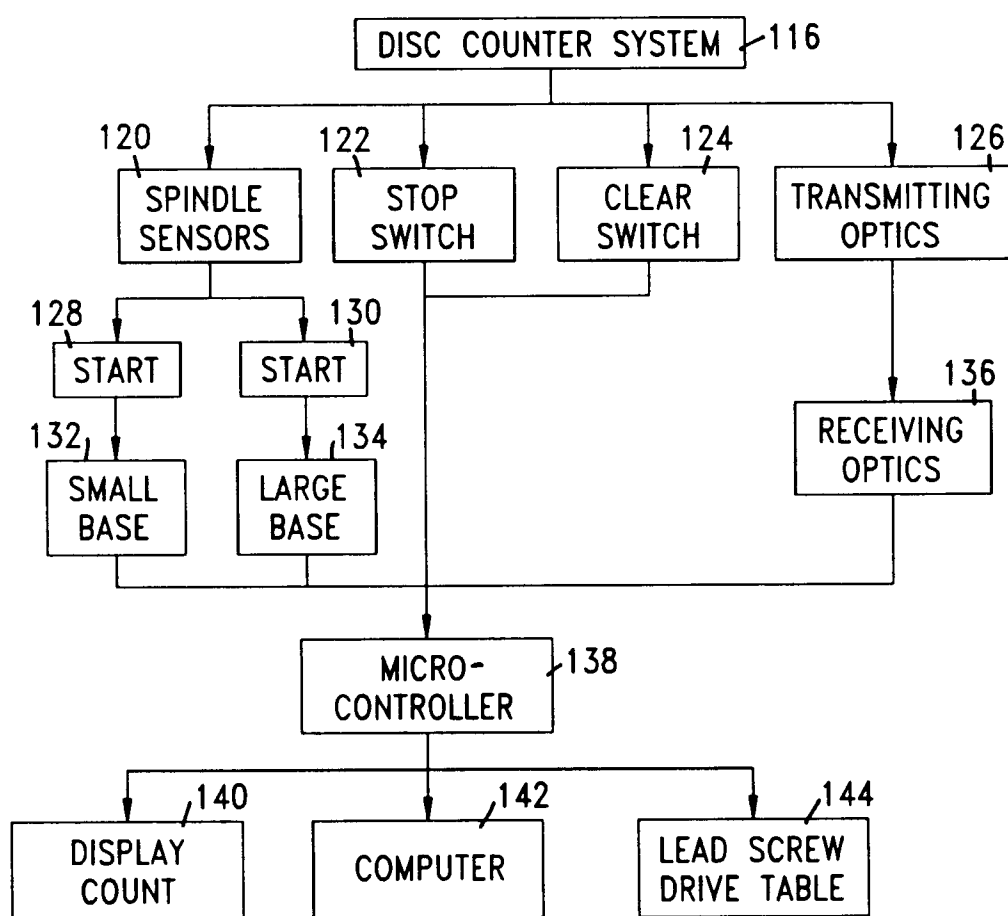 DISC COUNTER SYSTEM
116
120
122
124
126
SPINDLE
SENSORS
STOP
SWITCH
CLEAR
SWITCH
TRANSMITTING
OPTICS
128
130
START
START
136
132
134
SMALL
BASE
LARGE
BASE
RECEIVING
OPTICS
MICRO-
CONTROLLER
138
140
142
144
DISPLAY
COUNT
COMPUTER
LEAD SCREW
DRIVE TABLE